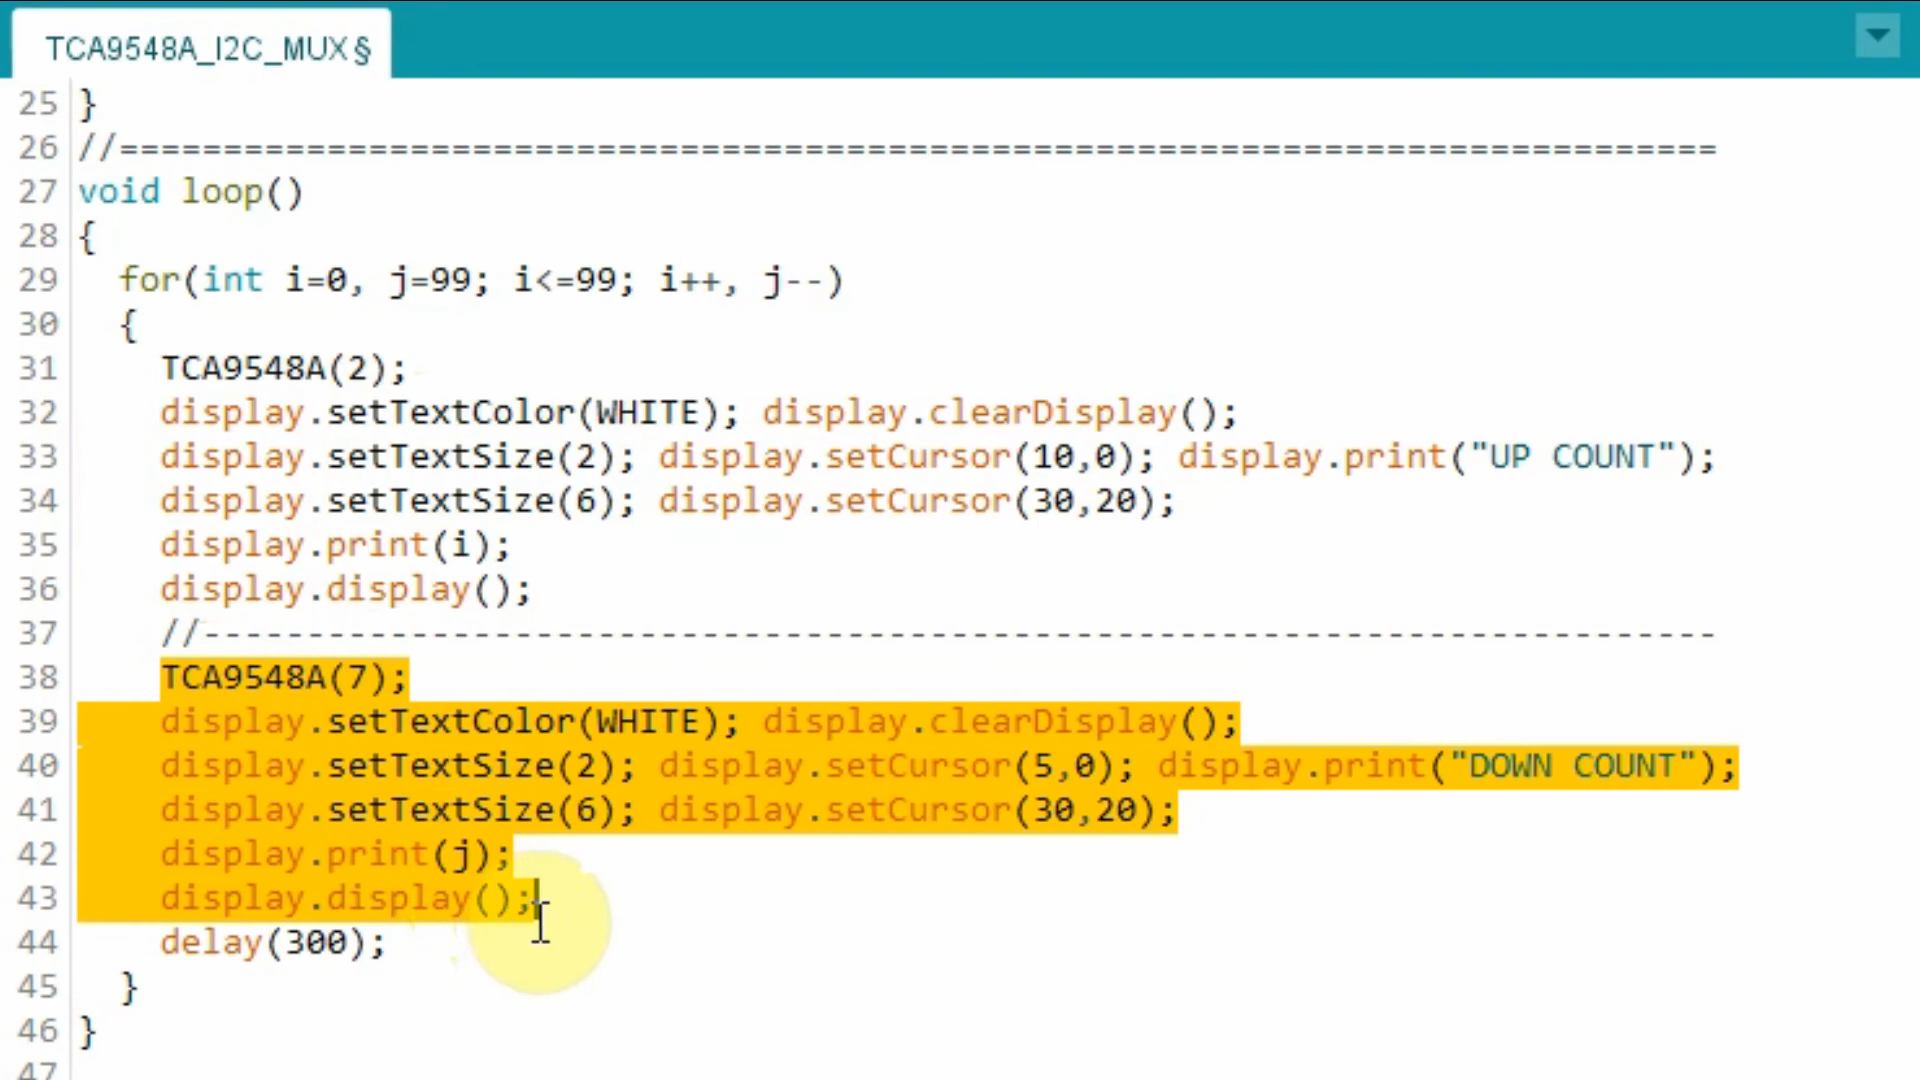 TCA9548A_I2C_MUX§
25 }
26 //=============================================================================
27 void loop()
28 {
29   for(int i=0, j=99; i<=99; i++, j--)
30   {
31     TCA9548A(2);
32     display.setTextColor(WHITE); display.clearDisplay();
33     display.setTextSize(2); display.setCursor(10,0); display.print("UP COUNT");
34     display.setTextSize(6); display.setCursor(30,20);
35     display.print(i);
36     display.display();
37     //-------------------------------------------------------------------------
38     TCA9548A(7);
39     display.setTextColor(WHITE); display.clearDisplay();
40     display.setTextSize(2); display.setCursor(5,0); display.print("DOWN COUNT");
41     display.setTextSize(6); display.setCursor(30,20);
42     display.print(j);
43     display.display();
44     delay(300);
45   }
46 }
47